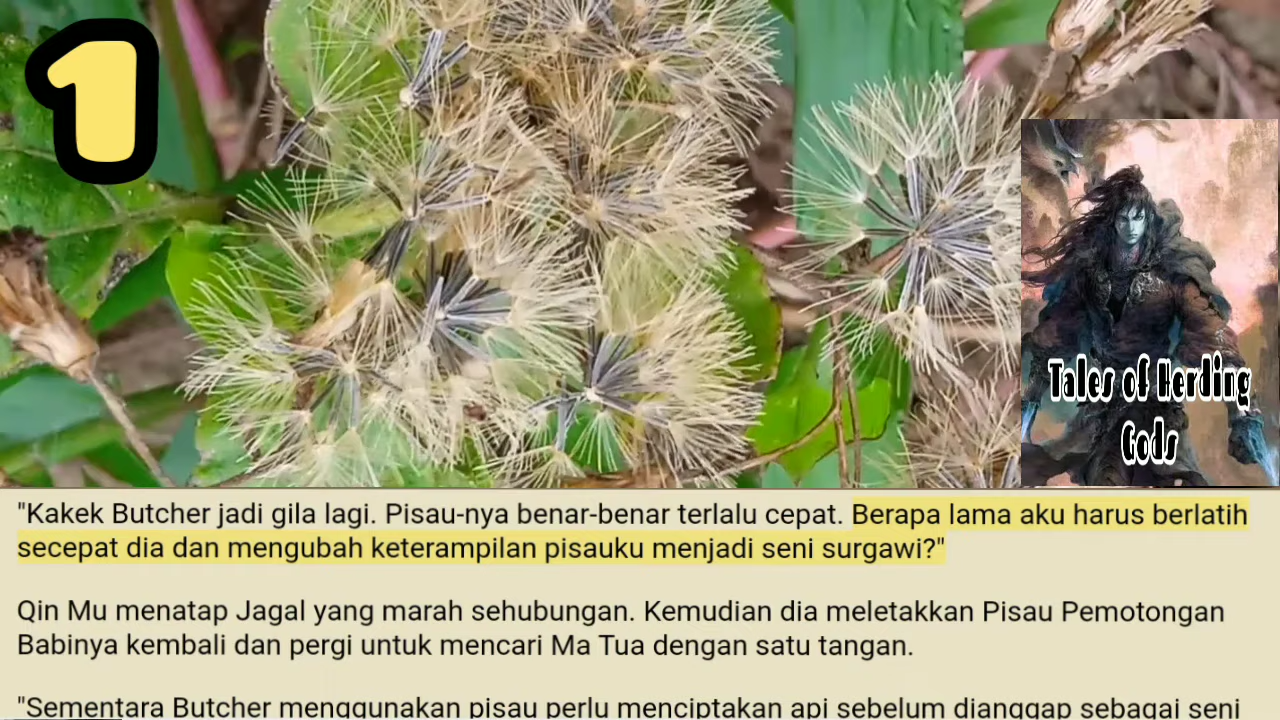 1
Tales of Herding
Gods
"Kakek Butcher jadi gila lagi. Pisau-nya benar-benar terlalu cepat. Berapa lama aku harus berlatih
secepat dia dan mengubah keterampilan pisauku menjadi seni surgawi?"
Qin Mu menatap Jagal yang marah sehubungan. Kemudian dia meletakkan Pisau Pemotongan
Babinya kembali dan pergi untuk mencari Ma Tua dengan satu tangan.
"Sementara Butcher menggunakan pisau perlu menciptakan api sebelum dianggap sebagai seni